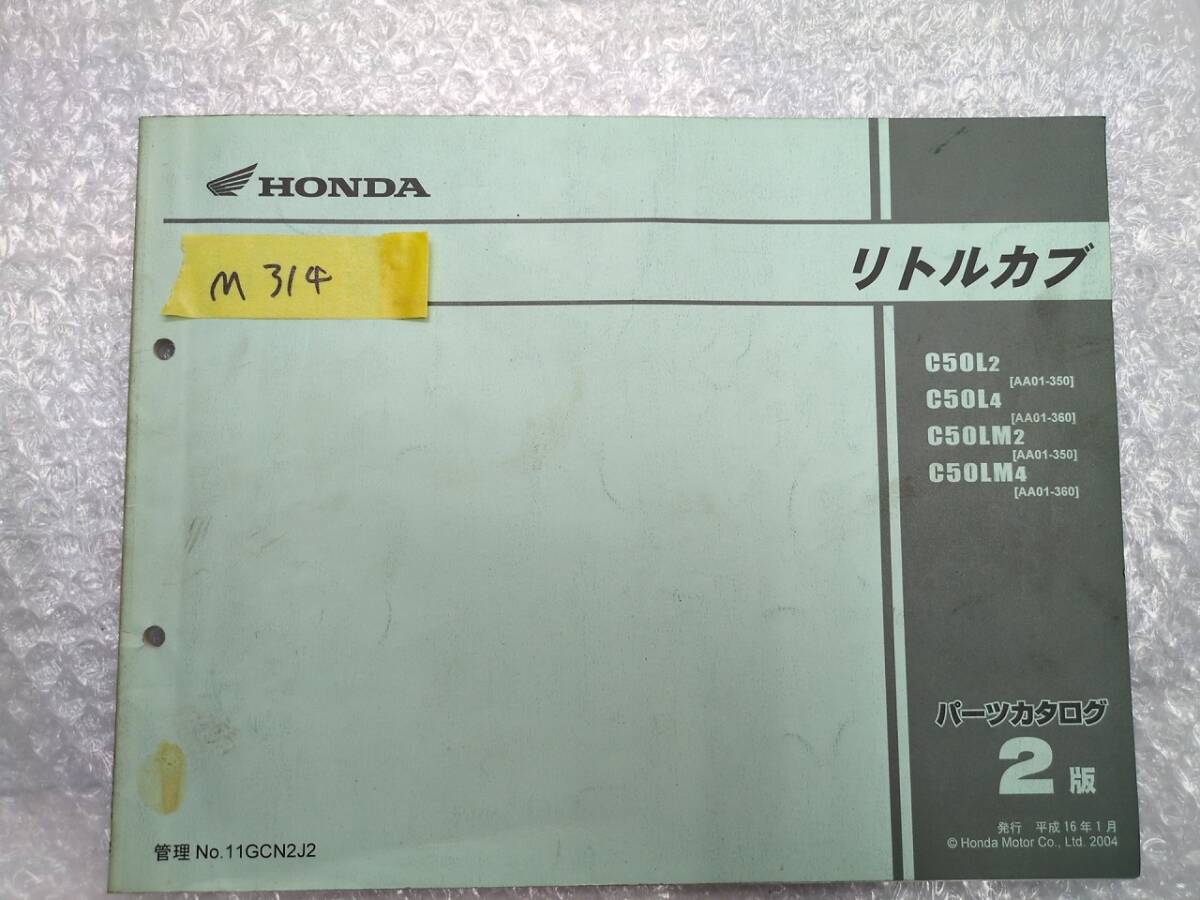 HONDA
M 314
リトルカブ
C50L2
[AA01-350]
C50L4
[AA01-360]
C50LM2
[AA01-350]
C50LM4
[AA01-360]
パーツカタログ
2版
発行 平成16年1月
© Honda Motor Co., Ltd. 2004
管理 No.11GCN2J2